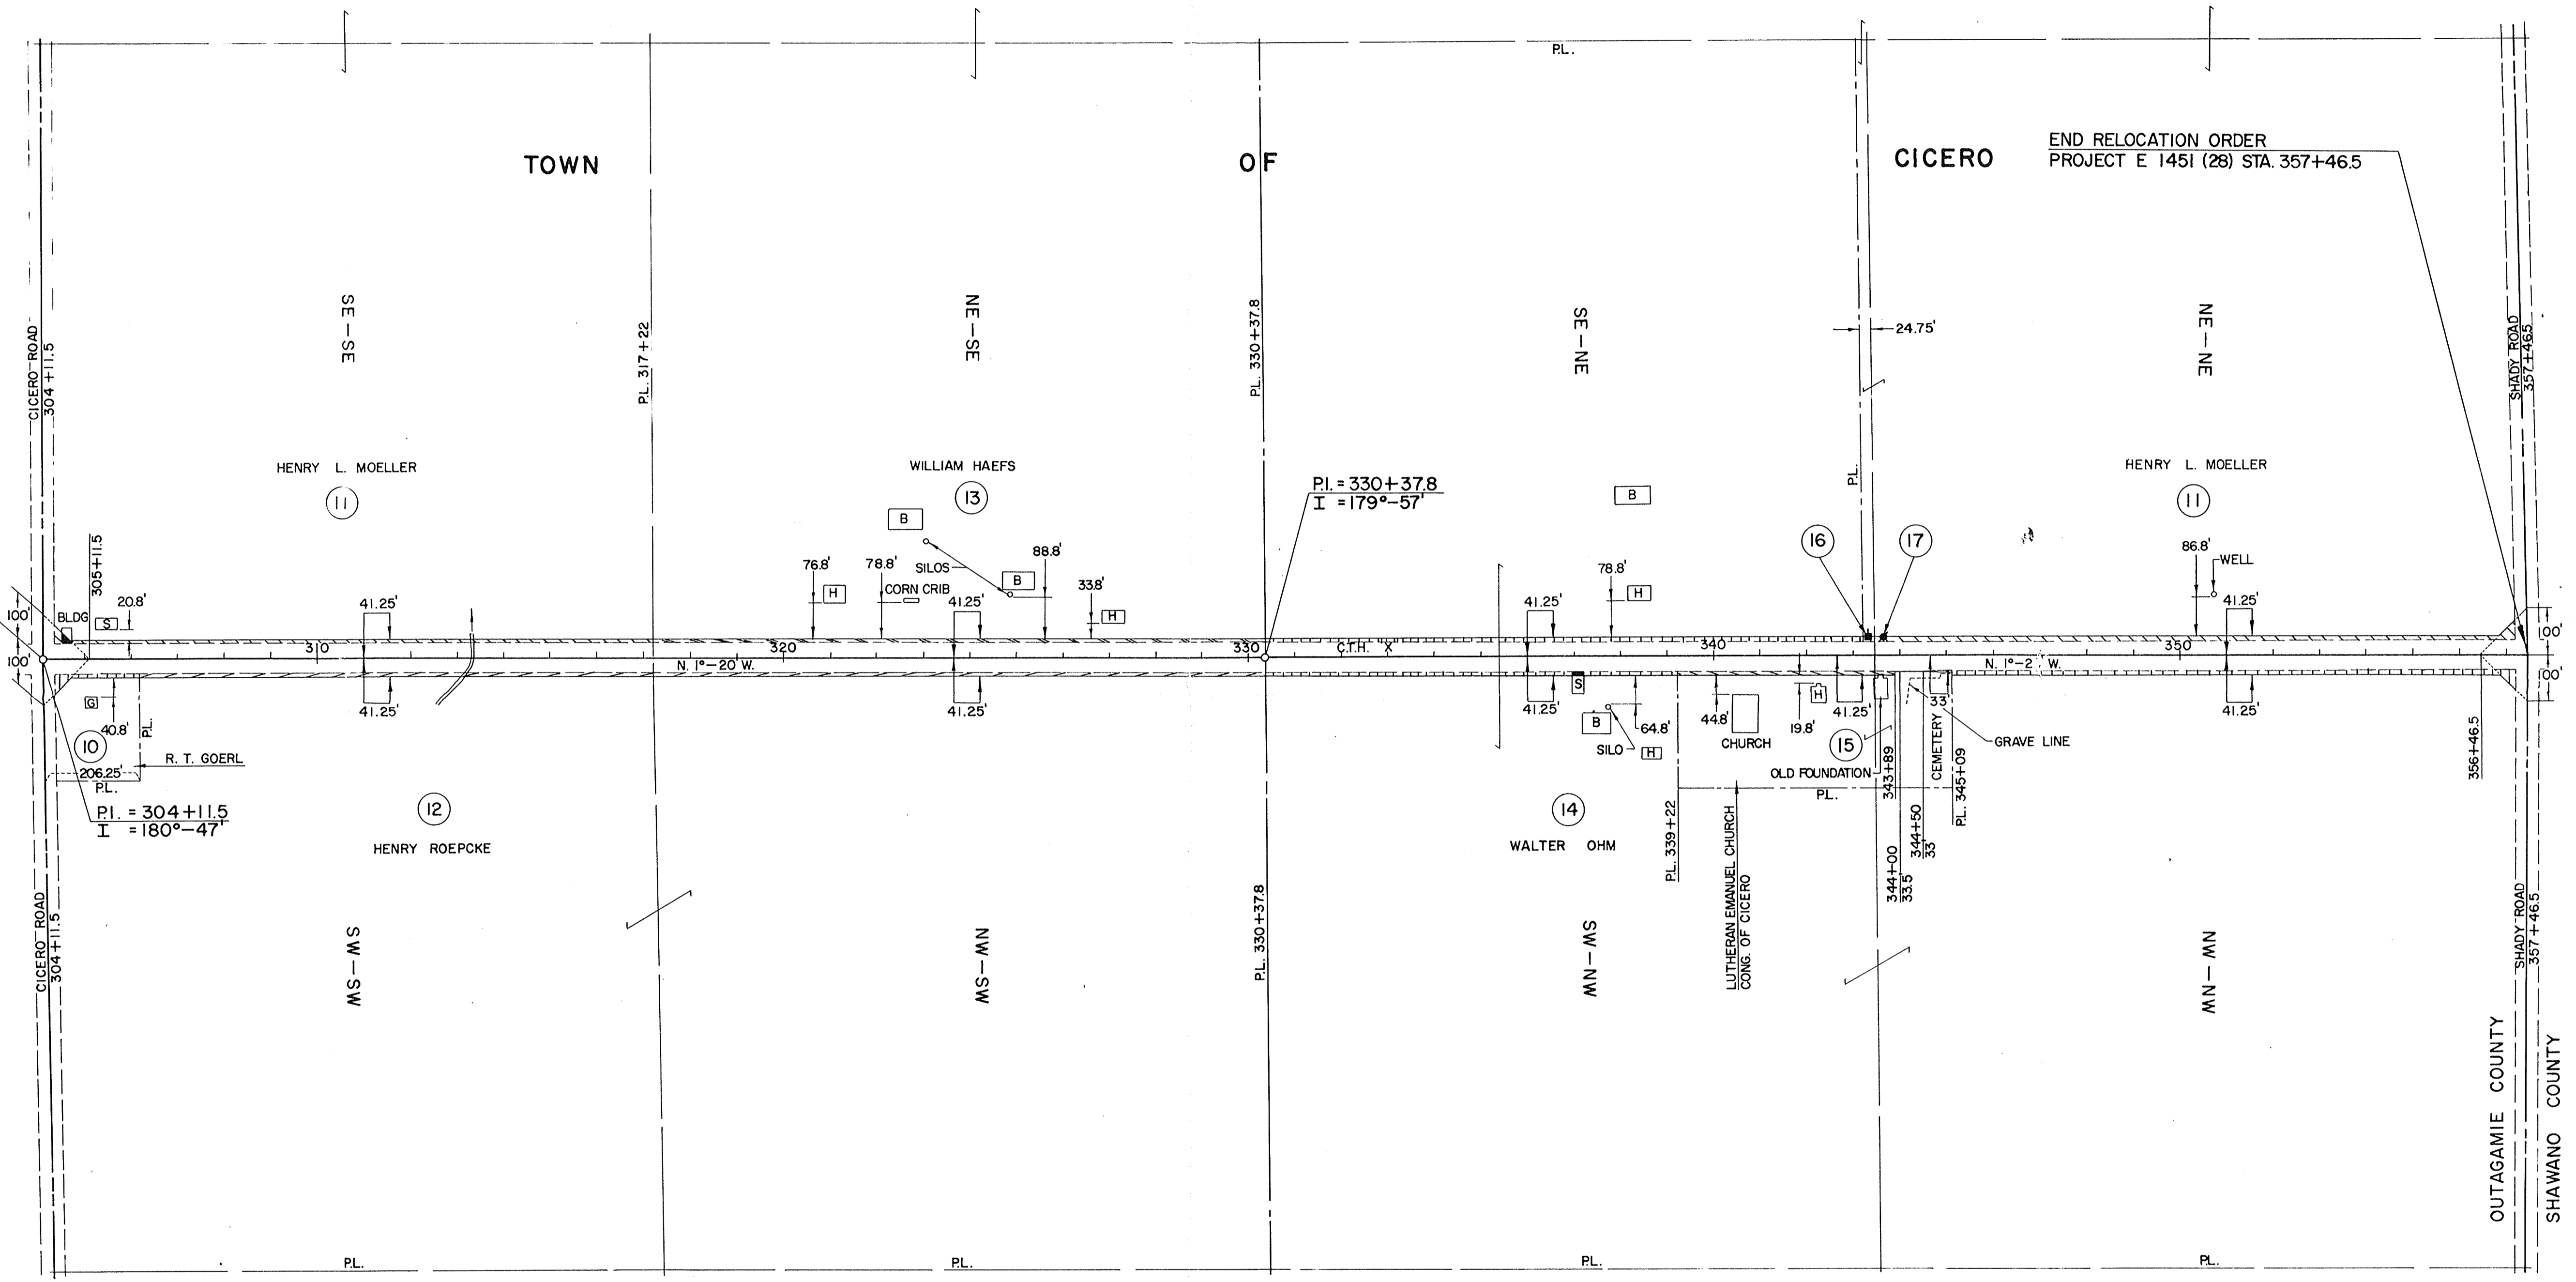 P.L.
TOWN OF CICERO
END RELOCATION ORDER
PROJECT E 1451 (28) STA. 357+46.5
CICERO ROAD
304+11.5
SE-SE
P.L. 317+22
NE-SE
P.L. 330+37.8
SE-NE
24.75'
NE-NE
SHADY ROAD
357+46.5
HENRY L. MOELLER
11
WILLIAM HAEFS
13
P.I. = 330+37.8
I = 179°-57'
B
P.L.
HENRY L. MOELLER
11
16
17
B
SILOS
B
88.8'
76.8'
H
78.8'
CORN CRIB
33.8'
H
78.8'
H
86.8'
WELL
305+11.5
100'
100'
BLDG
S
20.8'
41.25'
41.25'
41.25'
41.25'
100'
100'
310
320
330
C.T.H. "X"
340
350
N. 1°-20' W.
N. 1°-2' W.
G
40.8'
P.L.
41.25'
41.25'
41.25'
S
B
SILO
64.8'
H
44.8'
CHURCH
19.8'
H
41.25'
33'
CEMETERY
GRAVE LINE
41.25'
10
R. T. GOERL
206.25'
P.L.
15
OLD FOUNDATION
343+89
P.L.
P.L. 345+09
356+46.5
P.I. = 304+11.5
I = 180°-47'
12
HENRY ROEPCKE
14
WALTER OHM
P.L. 339+22
LUTHERAN EMANUEL CHURCH
CONG. OF CICERO
344+00
33.5'
344+50
33'
CICERO ROAD
304+11.5
SW-SW
NW-SW
P.L. 330+37.8
SW-NW
NW-NW
SHADY ROAD
357+46.5
OUTAGAMIE COUNTY
SHAWANO COUNTY
P.L.
P.L.
P.L.
P.L.